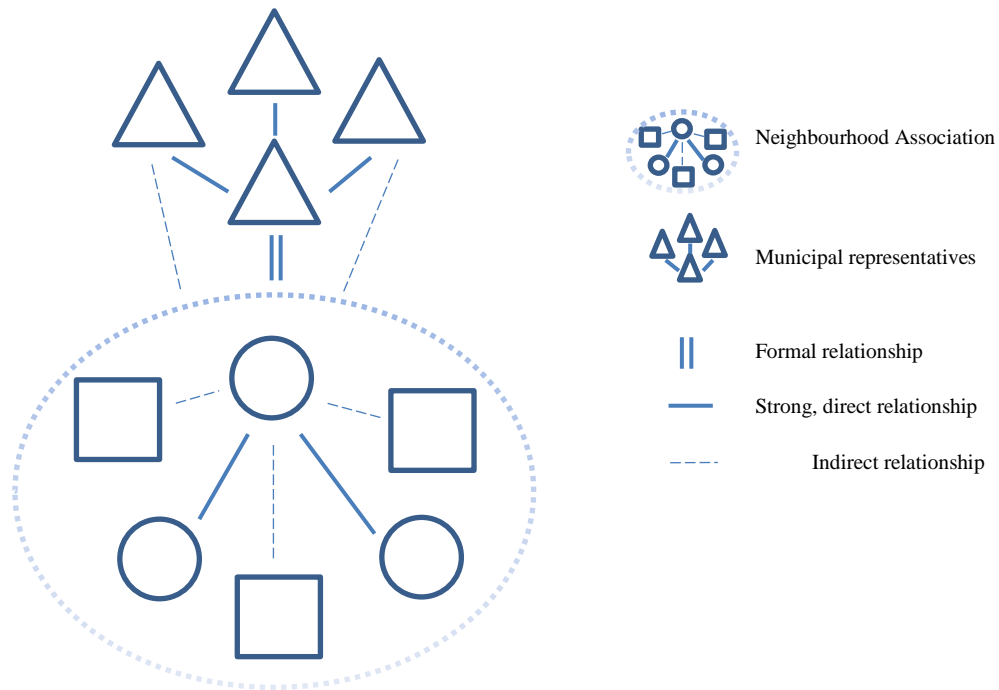 Neighbourhood Association
Municipal representatives
Formal relationship
Strong, direct relationship
Indirect relationship